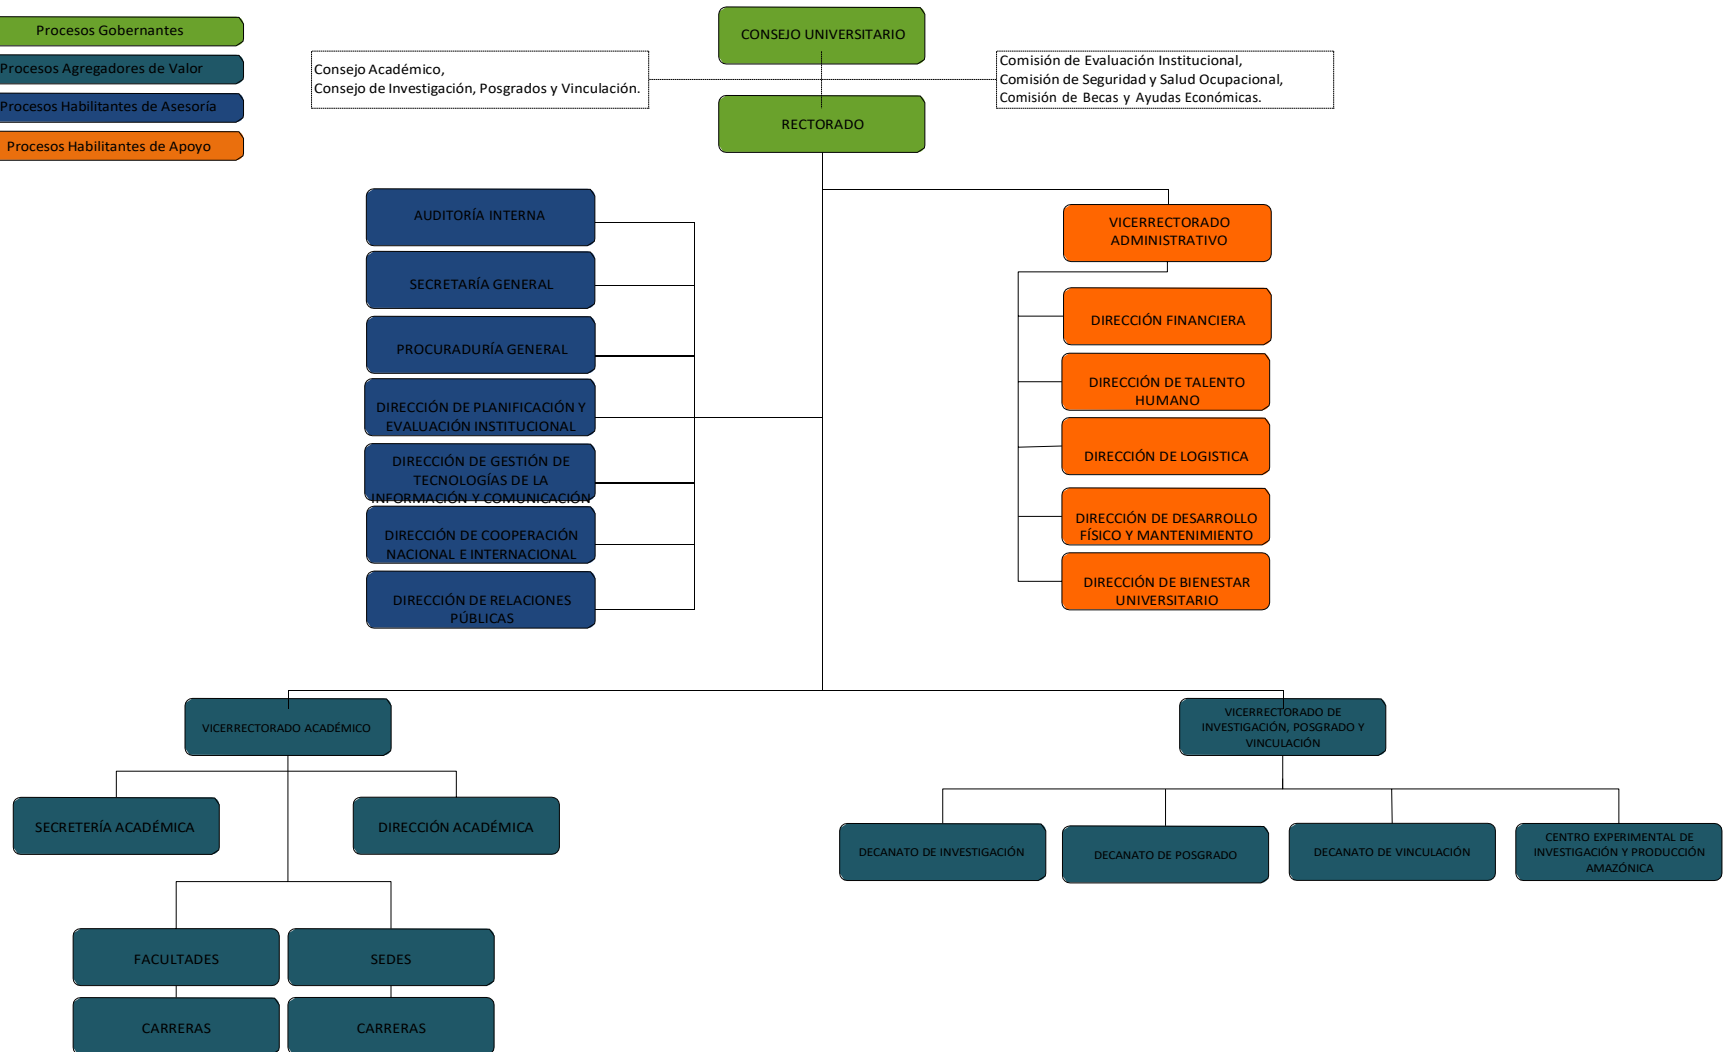 Procesos Gobernantes
Procesos Agregadores de Valor
Procesos Habilitantes de Asesoría
Procesos Habilitantes de Apoyo
CONSEJO UNIVERSITARIO
Consejo Académico,
Consejo de Investigación, Posgrados y Vinculación.
Comisión de Evaluación Institucional,
Comisión de Seguridad y Salud Ocupacional,
Comisión de Becas y Ayudas Económicas.
RECTORADO
AUDITORÍA INTERNA
SECRETARÍA GENERAL
PROCURADURÍA GENERAL
DIRECCIÓN DE PLANIFICACIÓN Y
EVALUACIÓN INSTITUCIONAL
DIRECCIÓN DE GESTIÓN DE
TECNOLOGÍAS DE LA
INFORMACIÓN Y COMUNICACIÓN
DIRECCIÓN DE COOPERACIÓN
NACIONAL E INTERNACIONAL
DIRECCIÓN DE RELACIONES
PÚBLICAS
VICERRECTORADO
ADMINISTRATIVO
DIRECCIÓN FINANCIERA
DIRECCIÓN DE TALENTO
HUMANO
DIRECCIÓN DE LOGISTICA
DIRECCIÓN DE DESARROLLO
FÍSICO Y MANTENIMIENTO
DIRECCIÓN DE BIENESTAR
UNIVERSITARIO
VICERRECTORADO ACADÉMICO
SECRETERÍA ACADÉMICA
DIRECCIÓN ACADÉMICA
FACULTADES
SEDES
CARRERAS
CARRERAS
VICERRECTORADO DE
INVESTIGACIÓN, POSGRADO Y
VINCULACIÓN
DECANATO DE INVESTIGACIÓN
DECANATO DE POSGRADO
DECANATO DE VINCULACIÓN
CENTRO EXPERIMENTAL DE
INVESTIGACIÓN Y PRODUCCIÓN
AMAZÓNICA